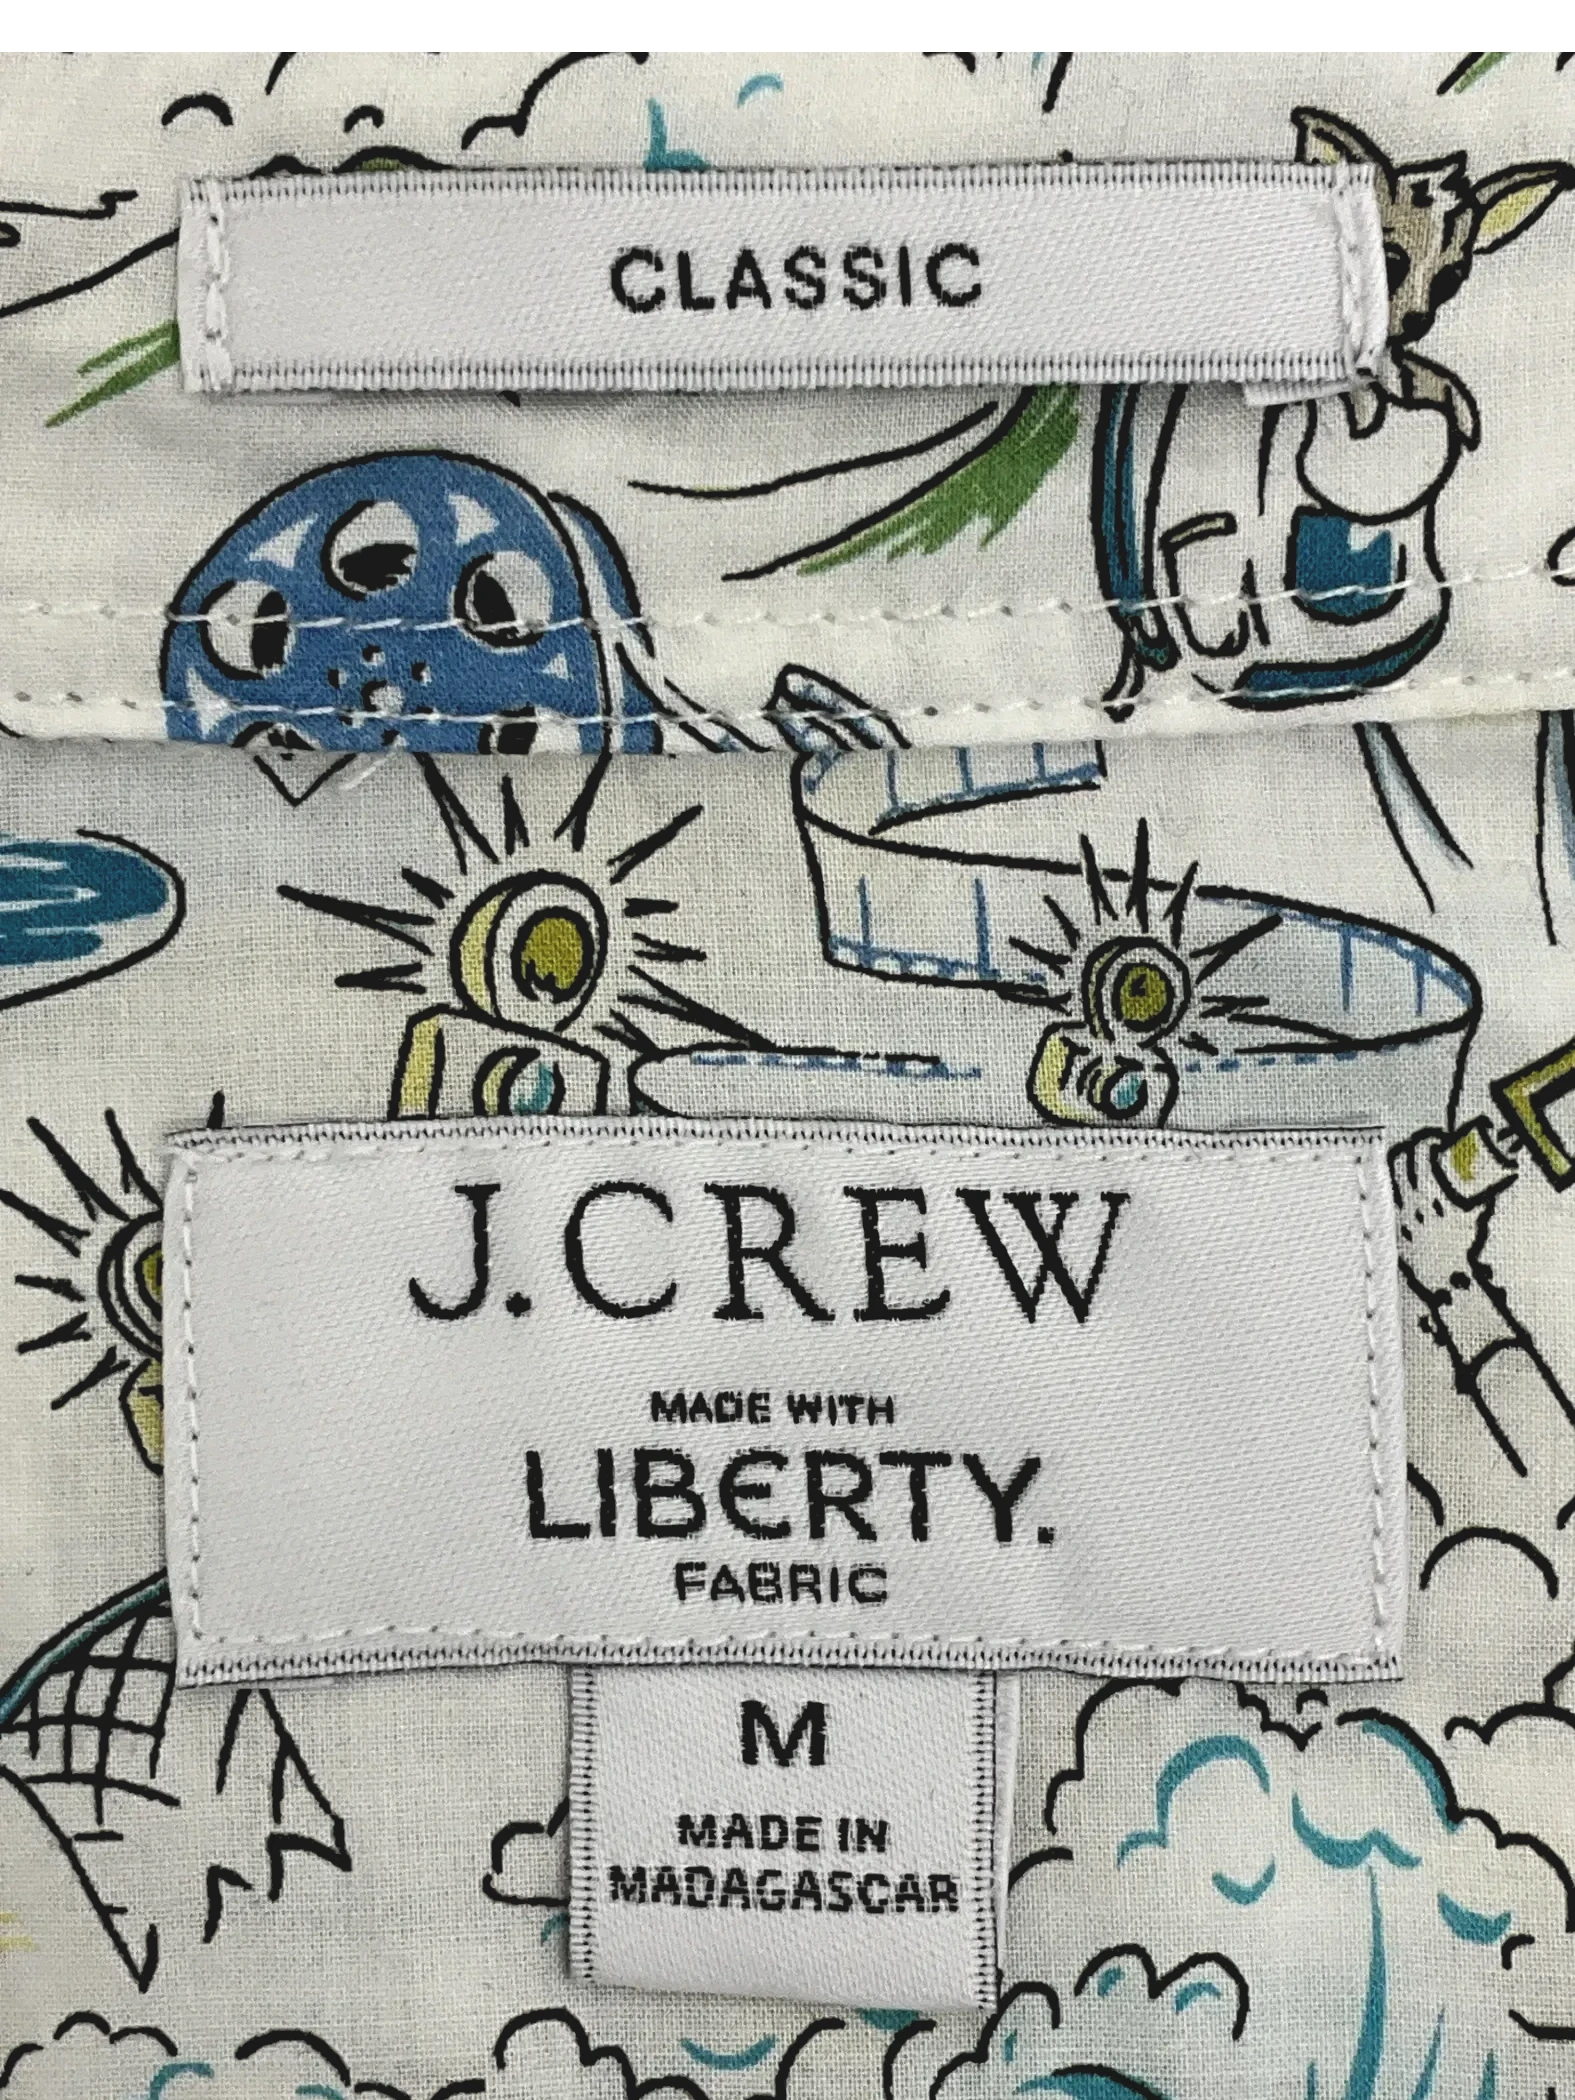 CLASSIC
J.CREW
MADE WITH
LIBERTY.
FABRIC
M
MADE IN
MADAGASCAR